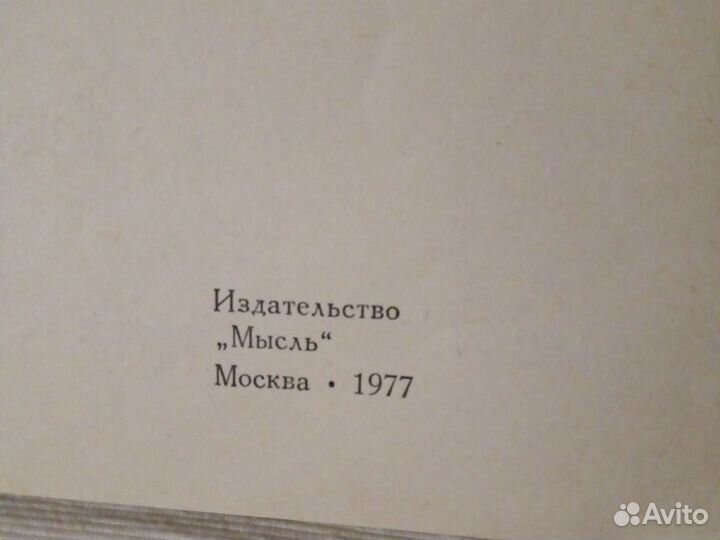 Издательство
„Мысль“
Москва • 1977
Avito